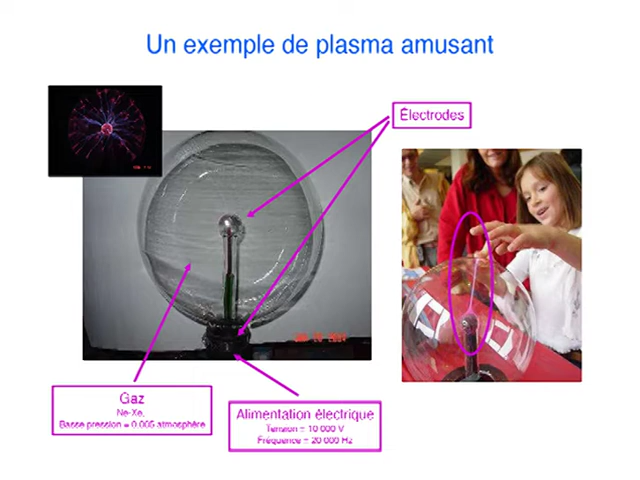 Un exemple de plasma amusant
Électrodes
Gaz
Ne-Xe,
Basse pression = 0.005 atmosphère
Alimentation électrique
Tension = 10 000 V
Fréquence = 20 000 Hz